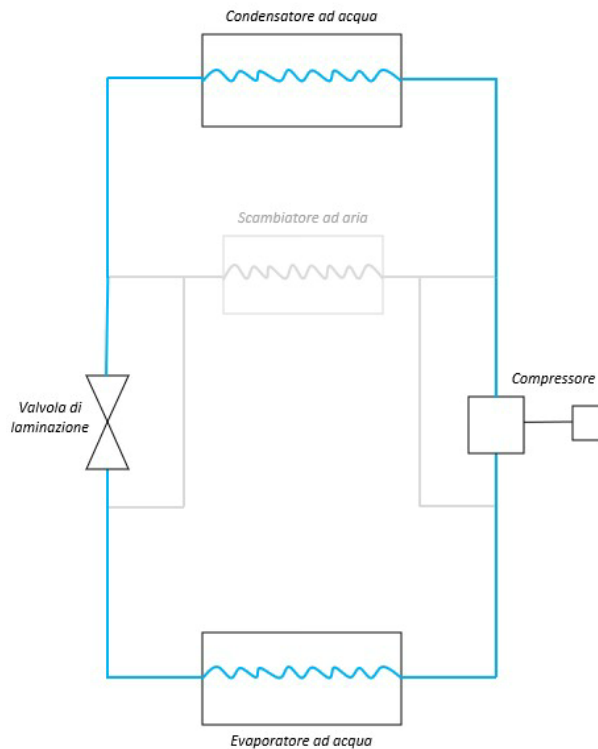 Condensatore ad acqua
Scambiatore ad aria
Compressore
Valvola di
laminazione
Evaporatore ad acqua